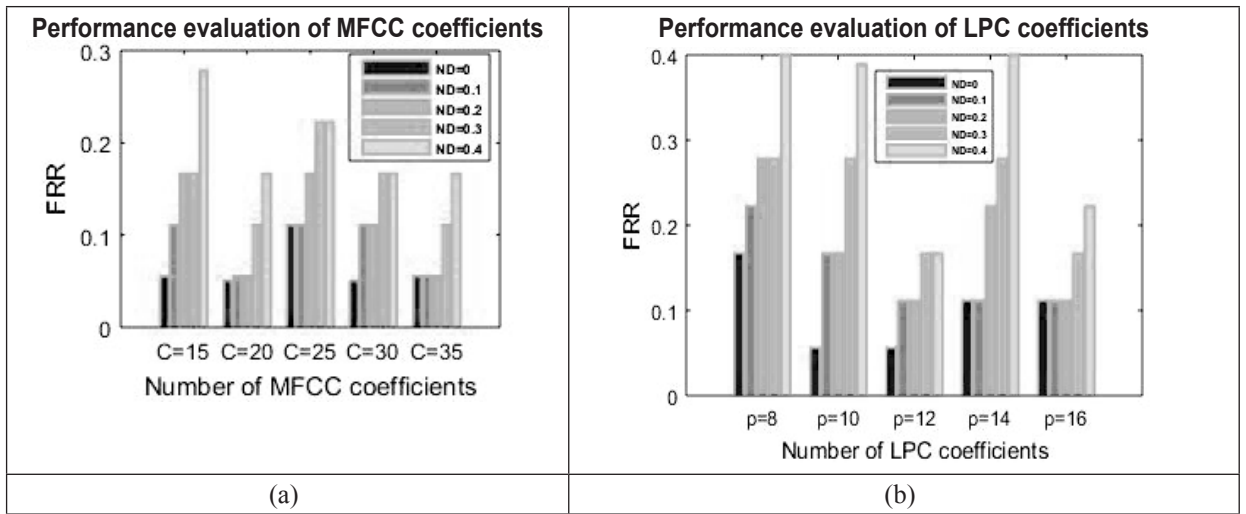 Performance evaluation of MFCC coefficients
0.3
0.2
0.1
0
FRR
ND=0
ND=0.1
ND=0.2
ND=0.3
ND=0.4
C=15 C=20 C=25 C=30 C=35
Number of MFCC coefficients
(a)
Performance evaluation of LPC coefficients
0.4
0.3
0.2
0.1
0
FRR
ND=0
ND=0.1
ND=0.2
ND=0.3
ND=0.4
p=8 p=10 p=12 p=14 p=16
Number of LPC coefficients
(b)